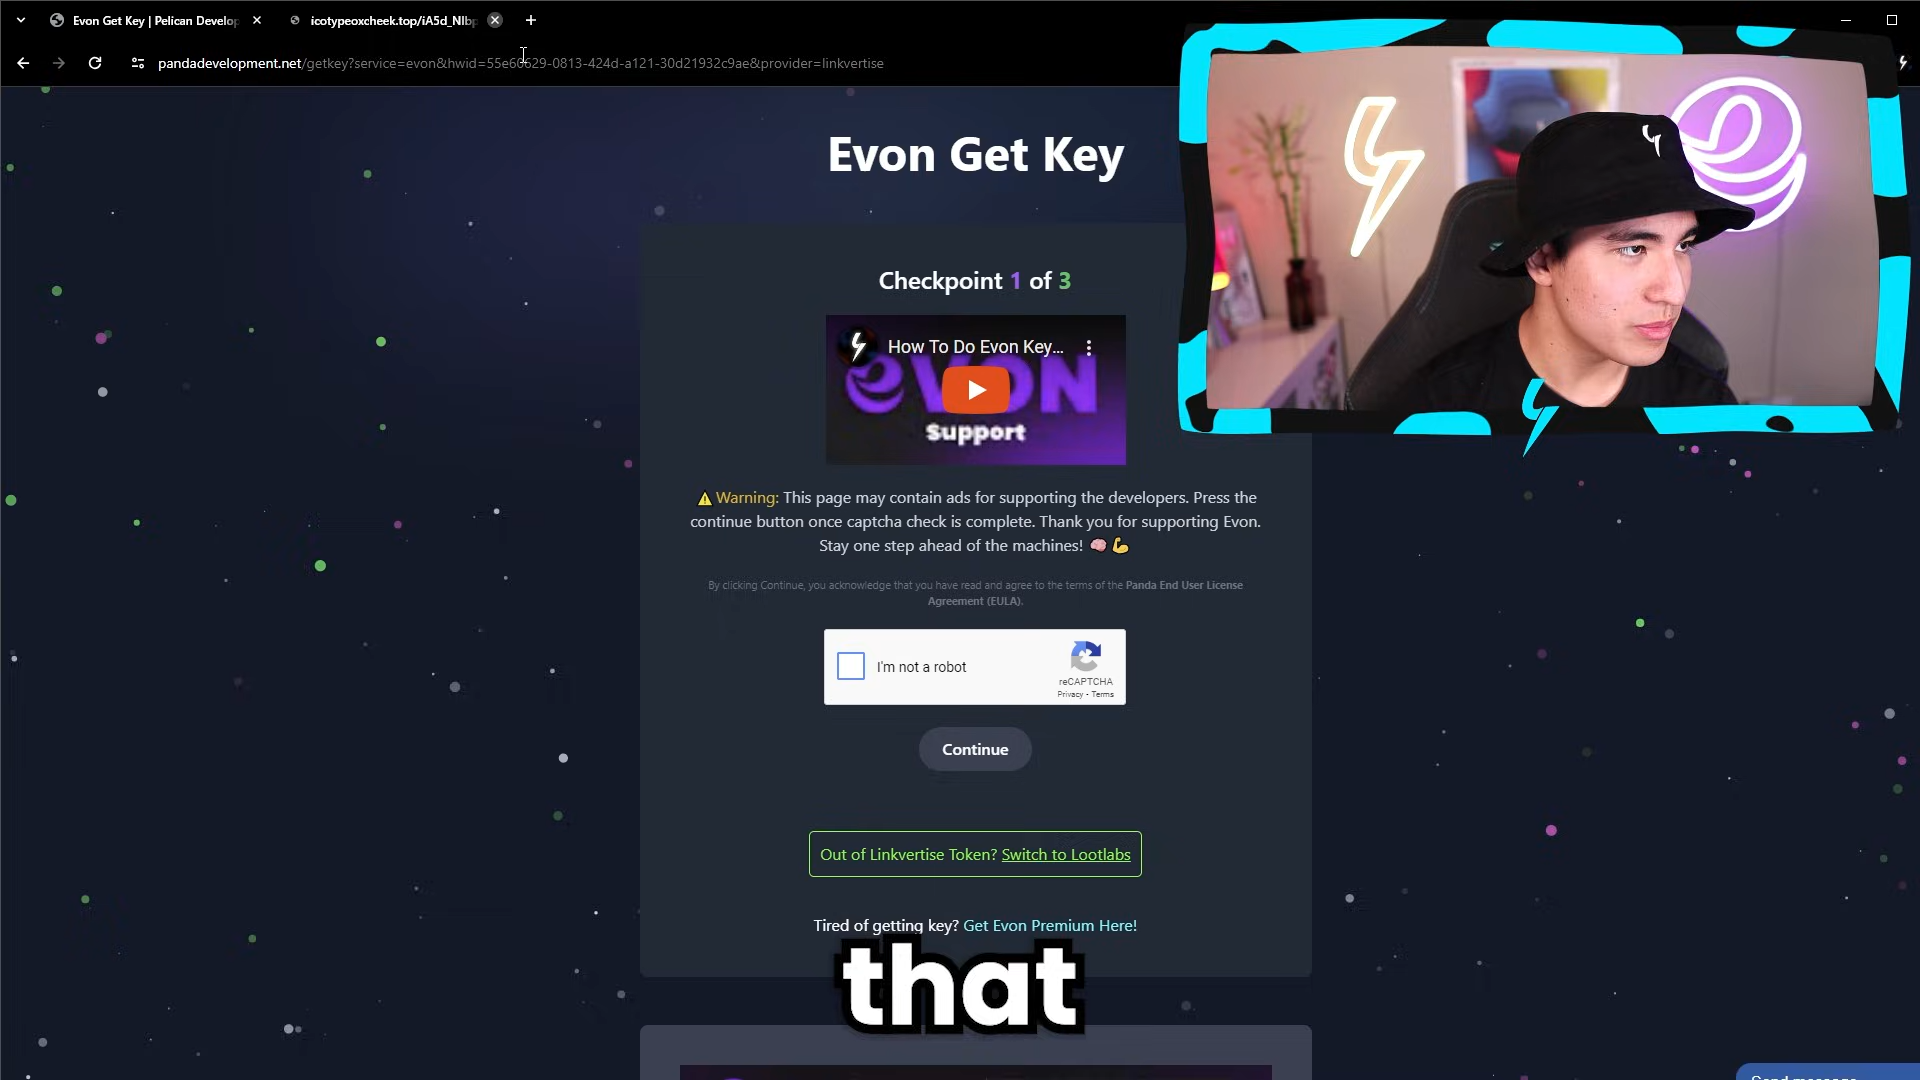 Evon Get Key | Pelican Develop
icotypeoxcheek.top/iA5d_NIbp
pandadevelopment.net/getkey?service=evon&hwid=55e60629-0813-424d-a121-30d21932c9ae&provider=linkvertise
Evon Get Key
Checkpoint 1 of 3
How To Do Evon Key...
eVON
Support
⚠ Warning: This page may contain ads for supporting the developers. Press the
continue button once captcha check is complete. Thank you for supporting Evon.
Stay one step ahead of the machines! 🧠 💪
By clicking Continue, you acknowledge that you have read and agree to the terms of the Panda End User License
Agreement (EULA).
I'm not a robot
reCAPTCHA
Privacy - Terms
Continue
Out of Linkvertise Token? Switch to Lootlabs
Tired of getting key? Get Evon Premium Here!
that
Send message